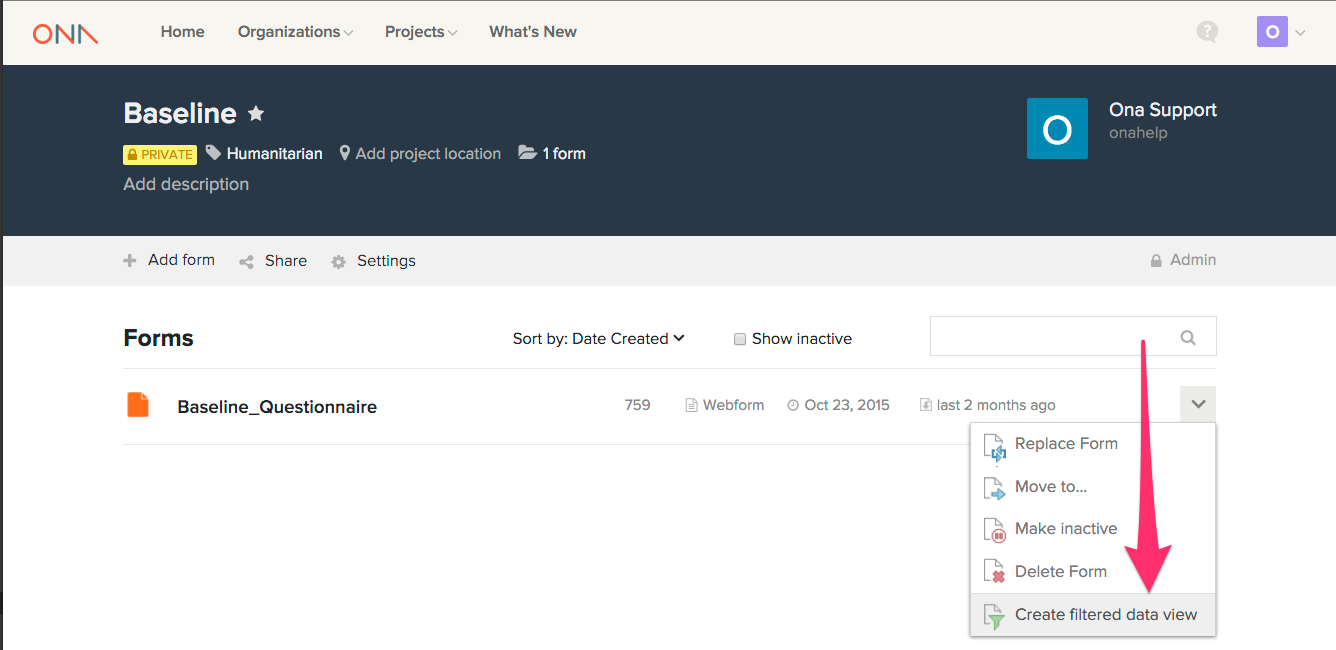 ONA Home Organizations Projects What's New ? O
Baseline
O
Ona Support
onahelp
PRIVATE Humanitarian Add project location 1 form
Add description
Add form Share Settings Admin
Forms Sort by: Date Created Show inactive
Baseline_Questionnaire 759 Webform Oct 23, 2015 last 2 months ago
Replace Form
Move to...
Make inactive
Delete Form
Create filtered data view